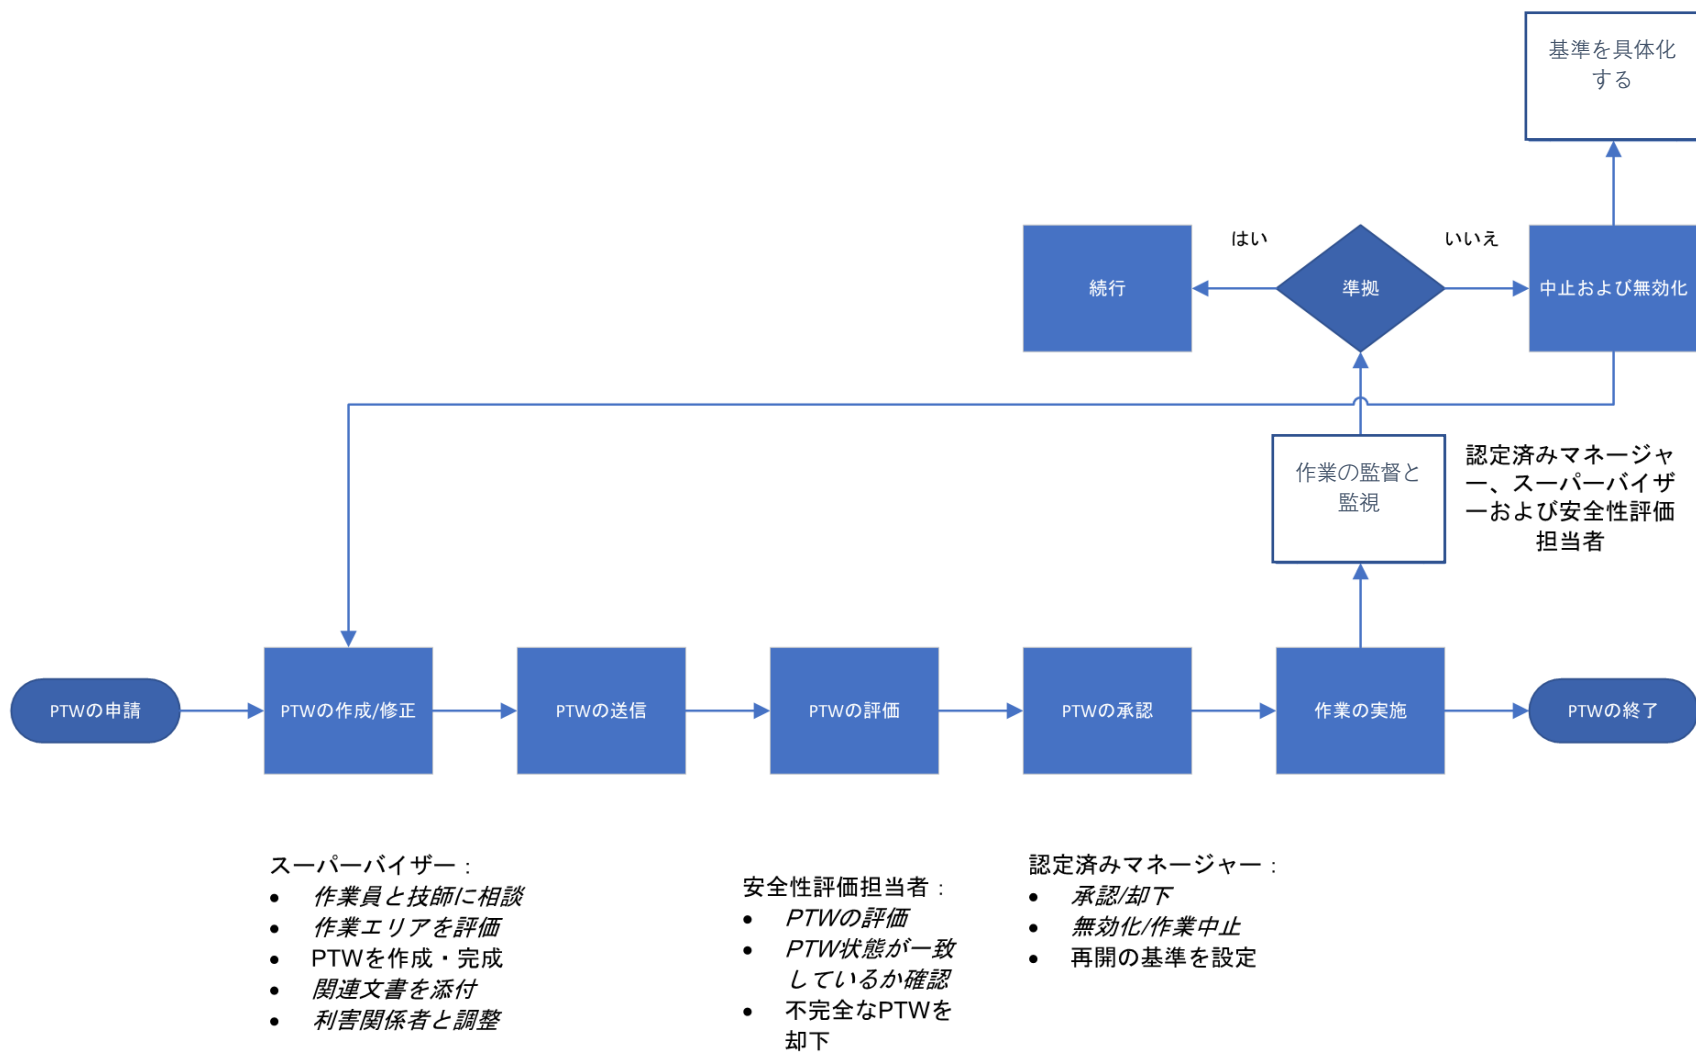 基準を具体化
する
はい
いいえ
続行
準拠
中止および無効化
作業の監督と
監視
認定済みマネージャ
ー、スーパーバイザ
ーおよび安全性評価
担当者
PTWの申請
PTWの作成/修正
PTWの送信
PTWの評価
PTWの承認
作業の実施
PTWの終了
スーパーバイザー：
• 作業員と技師に相談
• 作業エリアを評価
• PTWを作成・完成
• 関連文書を添付
• 利害関係者と調整
安全性評価担当者：
• PTWの評価
• PTW状態が一致
しているか確認
• 不完全なPTWを
却下
認定済みマネージャー：
• 承認/却下
• 無効化/作業中止
• 再開の基準を設定